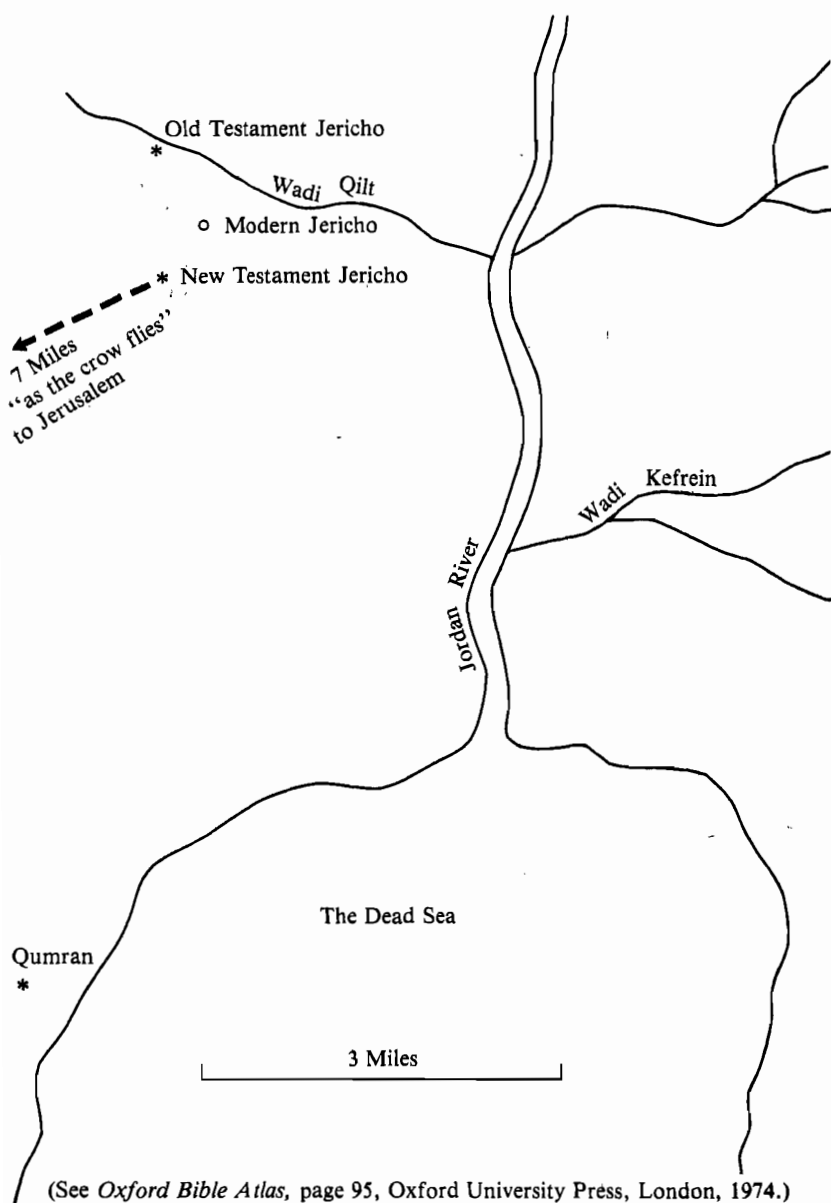 Old Testament Jericho
*
Wadi Qilt
Modern Jericho
* New Testament Jericho
7 Miles
“as the crow flies”
to Jerusalem
Wadi Kefrein
Jordan River
The Dead Sea
Qumran
*
3 Miles
(See Oxford Bible Atlas, page 95, Oxford University Press, London, 1974.)